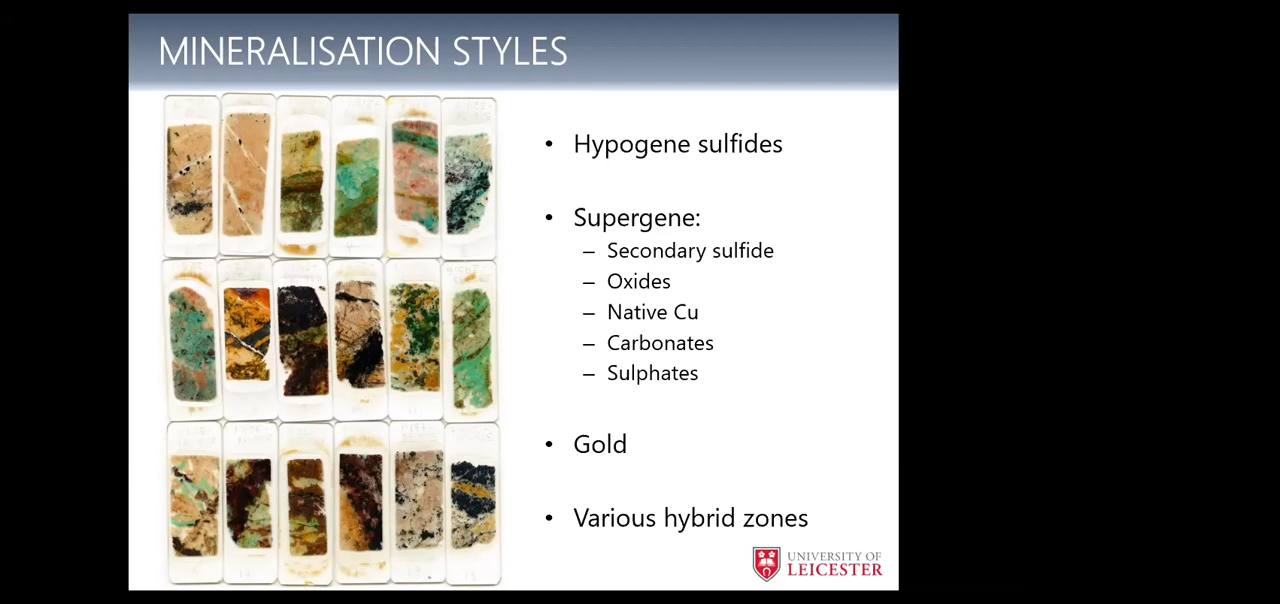 MINERALISATION STYLES
• Hypogene sulfides
• Supergene:
– Secondary sulfide
– Oxides
– Native Cu
– Carbonates
– Sulphates
• Gold
• Various hybrid zones
UNIVERSITY OF
LEICESTER